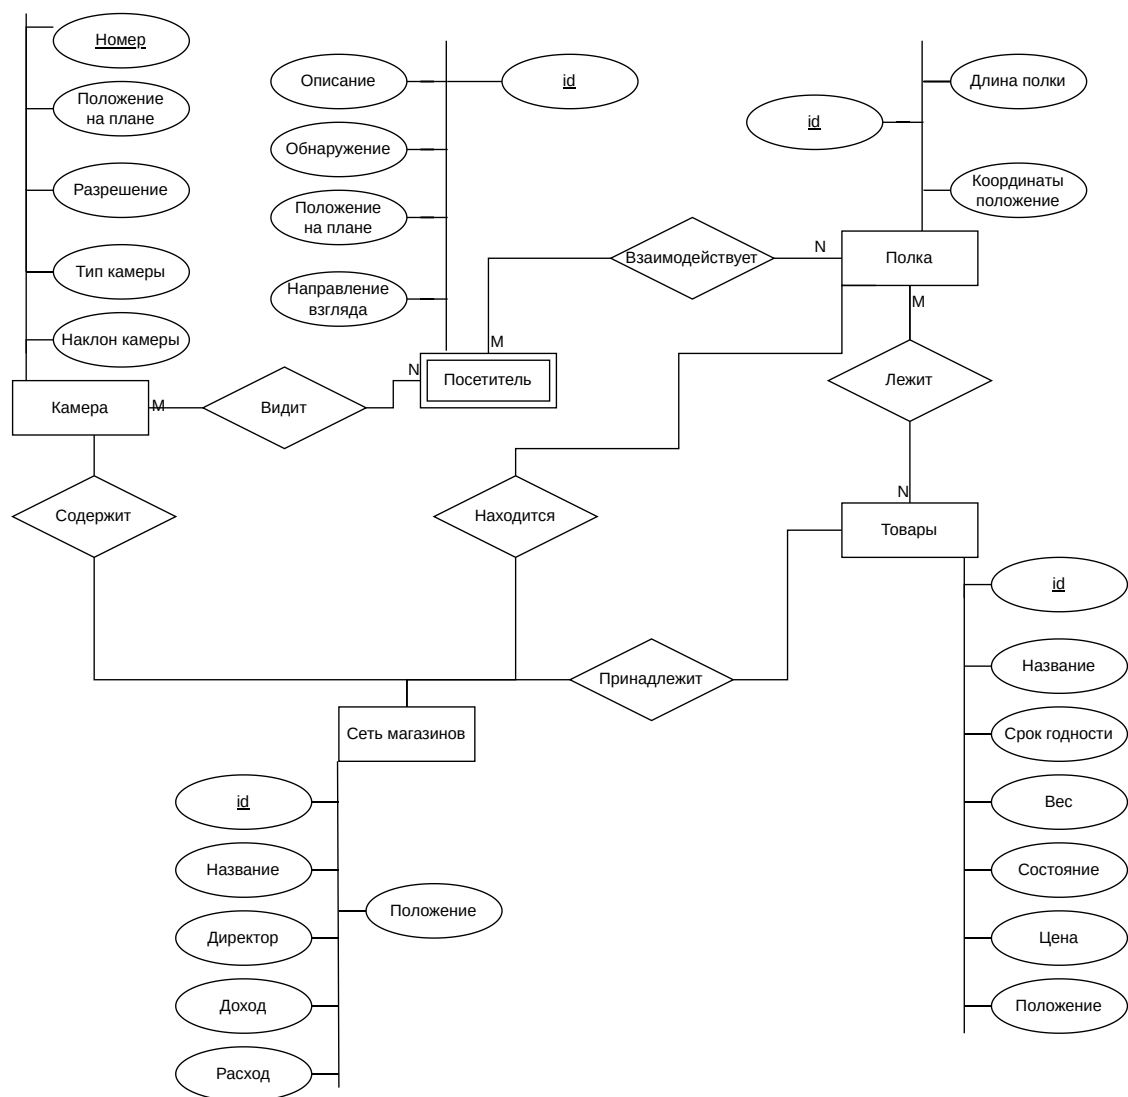 Номер
Положение
на плане
Разрешение
Тип камеры
Наклон камеры
Камера
Описание
id
Обнаружение
Положение
на плане
Направление
взгляда
Посетитель
Длина полки
id
Координаты
положение
Полка
Взаимодействует
N
M
M
N
M
Видит
N
Лежит
Содержит
Находится
Товары
id
Название
Срок годности
Вес
Состояние
Цена
Положение
Принадлежит
Сеть магазинов
id
Название
Положение
Директор
Доход
Расход